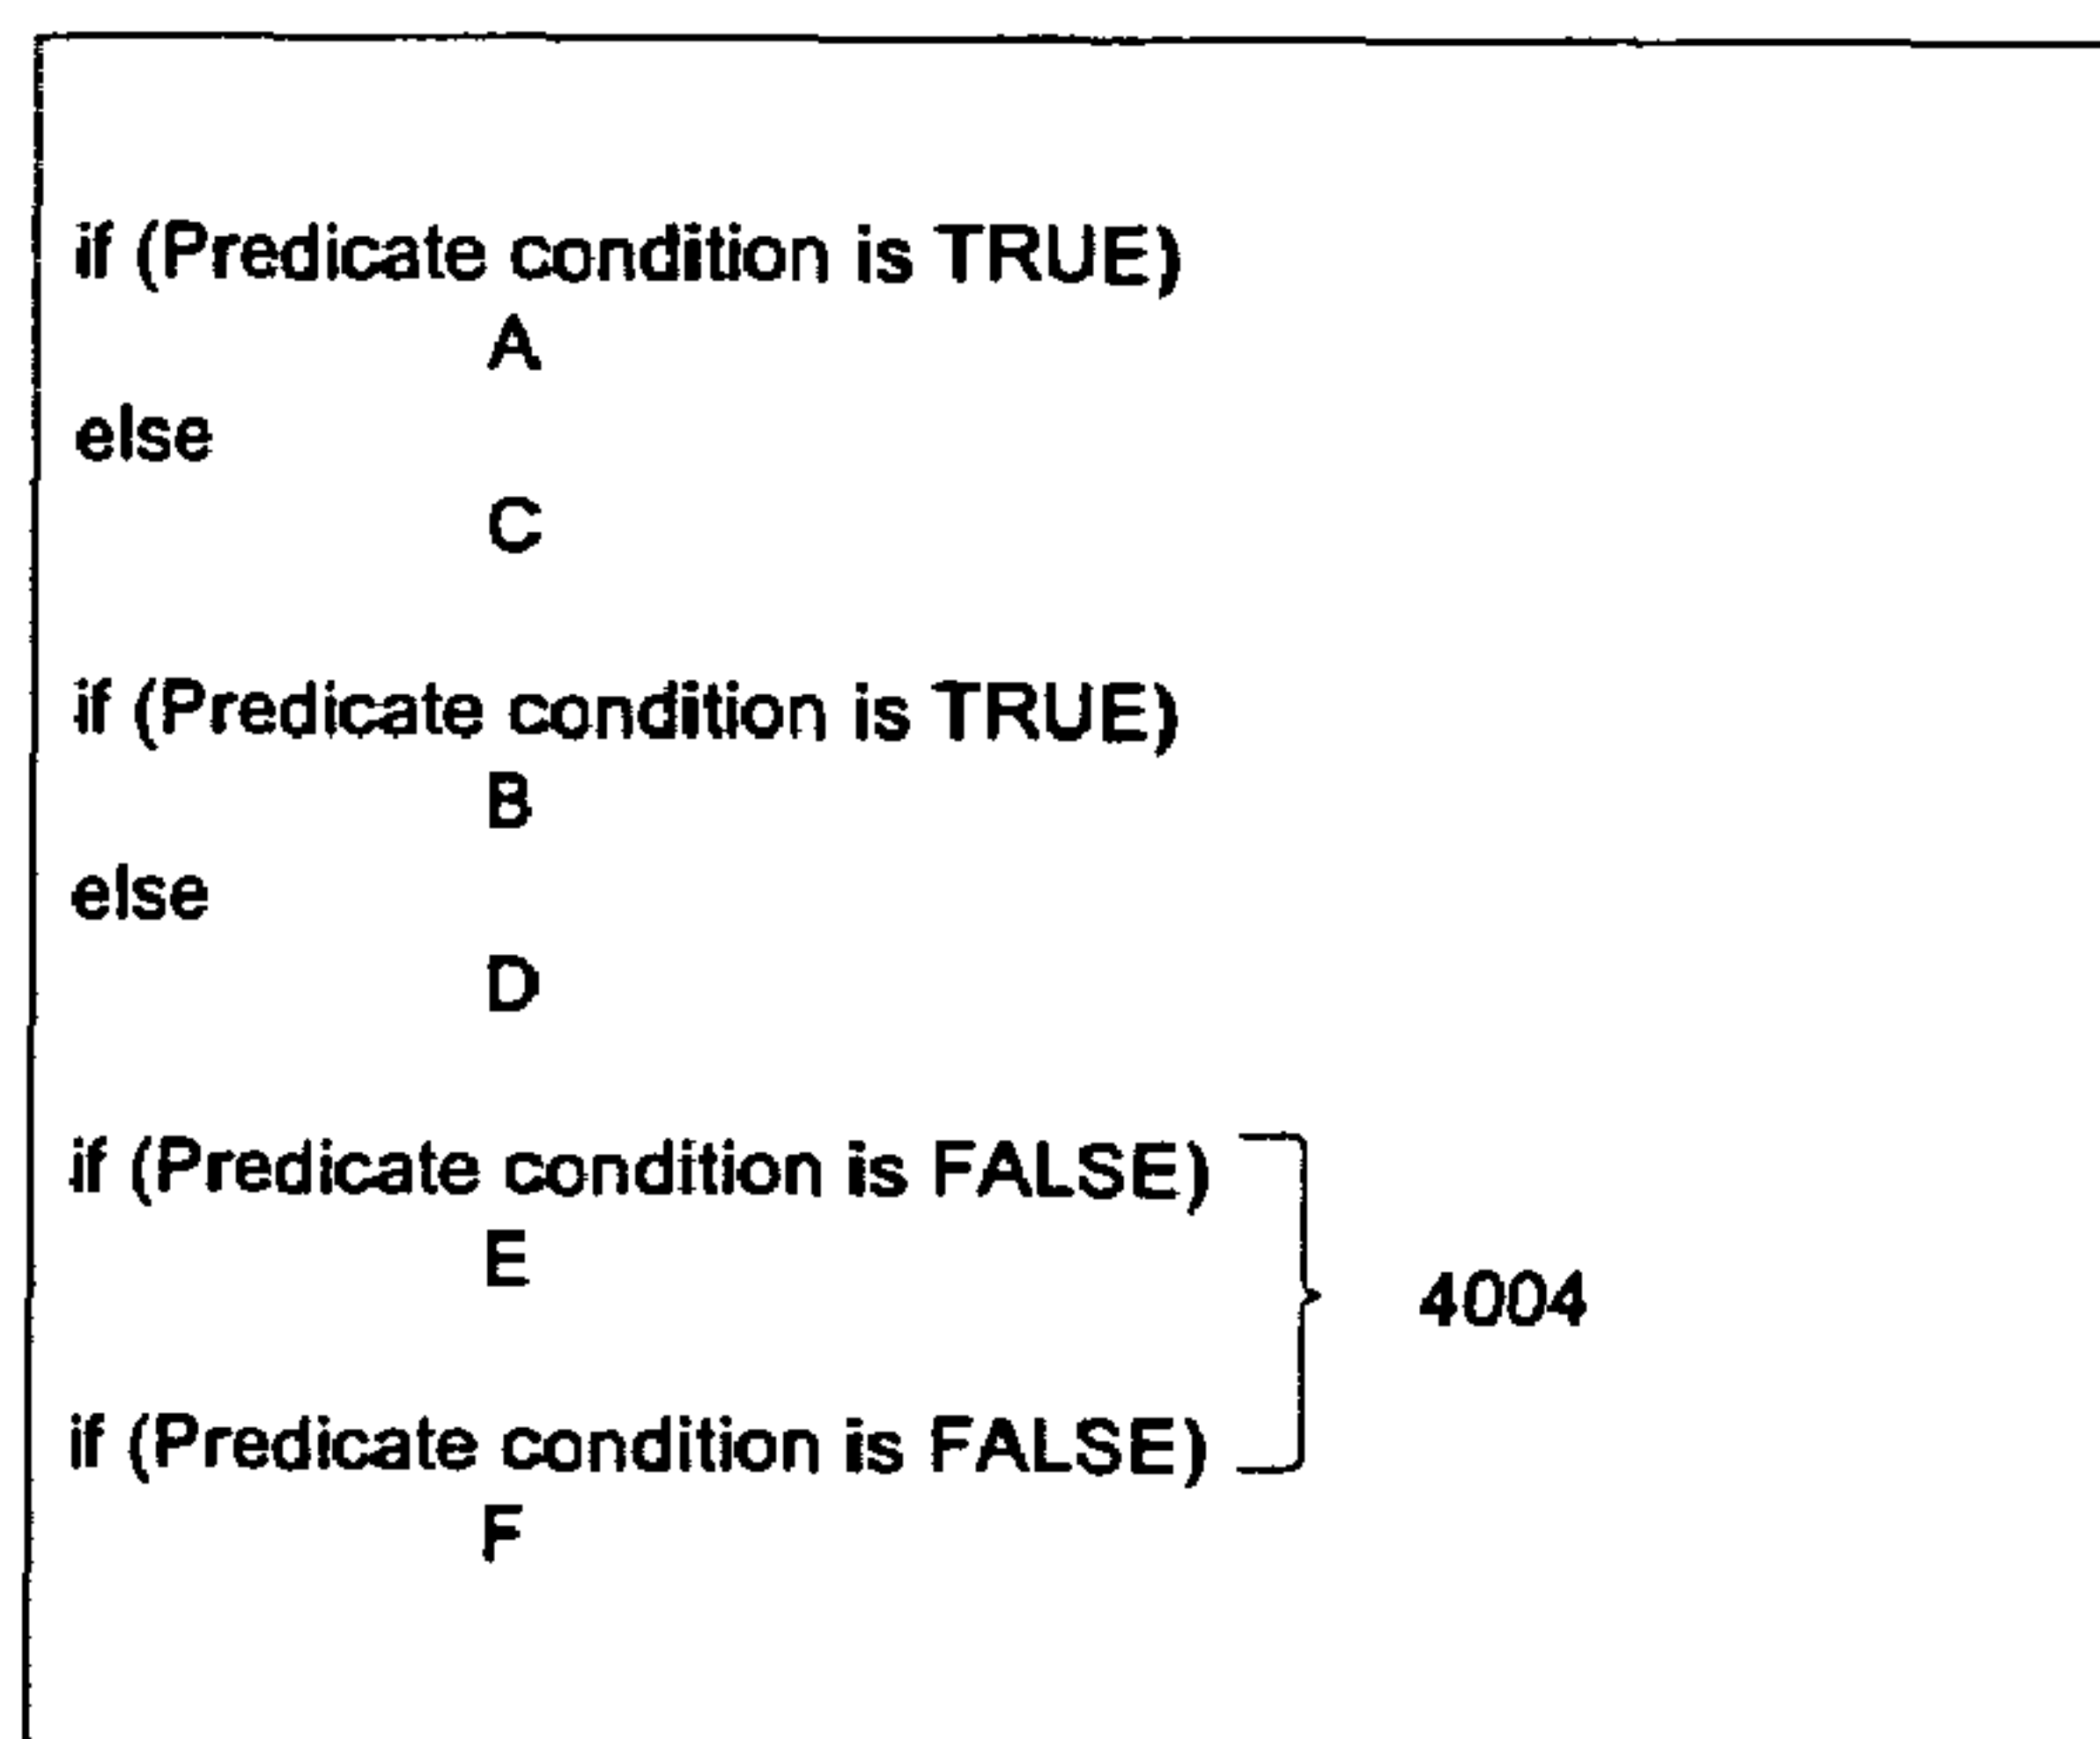 if (Predicate condition is TRUE)
A
else
C
if (Predicate condition is TRUE)
B
else
D
if (Predicate condition is FALSE)
E
4004
if (Predicate condition is FALSE)
F